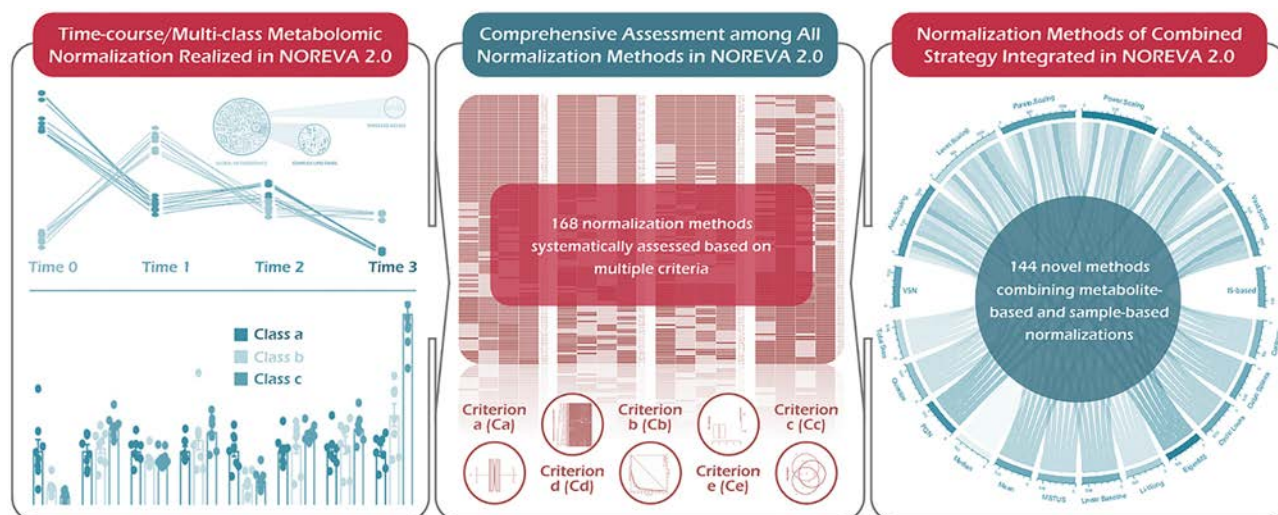 Time-course/Multi-class Metabolomic
Normalization Realized in NOREVA 2.0
Time 0
Time 1
Time 2
Time 3
Class a
Class b
Class c
Comprehensive Assessment among All
Normalization Methods in NOREVA 2.0
168 normalization methods
systematically assessed based on
multiple criteria
Criterion
a (Ca)
Criterion
b (Cb)
Criterion
c (Cc)
Criterion
d (Cd)
Criterion
e (Ce)
Normalization Methods of Combined
Strategy Integrated in NOREVA 2.0
Pareto Scaling
Power Scaling
Range Scaling
Level Scaling
Vast Scaling
Auto Scaling
VSN
IS-based
144 novel methods
combining metabolite-
based and sample-based
normalizations
Total Sum
Quantile
PQN
Median
Mean
MSTUS
Linear Baseline
Li-Wong
EigenMS
Cyclic Loess